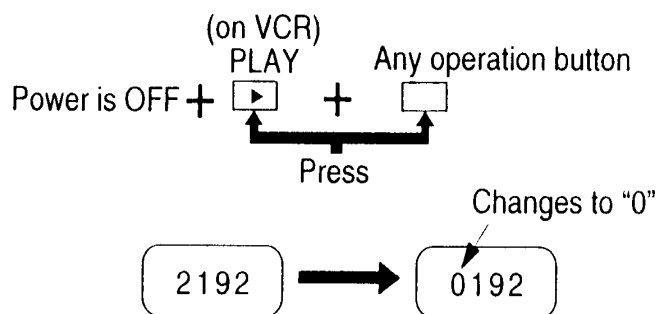 (on VCR)
PLAY
Any operation button
Power is OFF + + 
Press
Changes to “0”
2192
0192